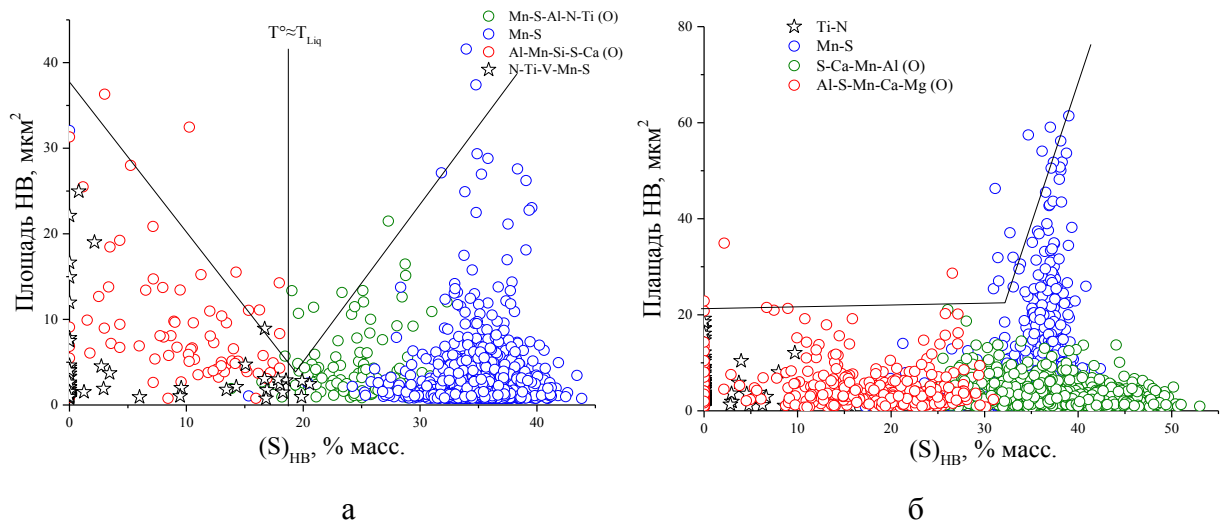 T°≈T_Liq
Mn-S-Al-N-Ti (O)
Mn-S
Al-Mn-Si-S-Ca (O)
N-Ti-V-Mn-S
Площадь НВ, мкм²
0
10
20
30
40
0
10
20
30
40
(S)_НВ, % масс.
а
Ti-N
Mn-S
S-Ca-Mn-Al (O)
Al-S-Mn-Ca-Mg (O)
Плащадь НВ, мкм²
0
20
40
60
80
0
10
20
30
40
50
(S)_НВ, % масс.
б